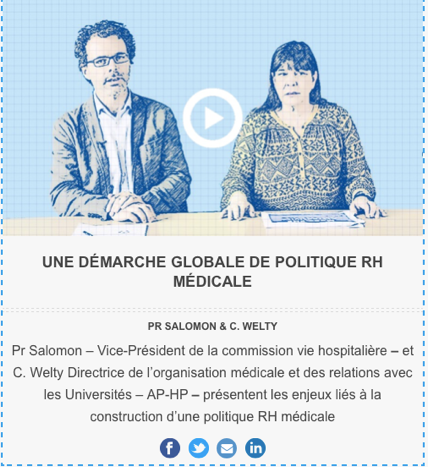 UNE DÉMARCHE GLOBALE DE POLITIQUE RH
MÉDICALE
PR SALOMON & C. WELTY
Pr Salomon – Vice-Président de la commission vie hospitalière – et
C. Welty Directrice de l'organisation médicale et des relations avec
les Universités – AP-HP – présentent les enjeux liés à la
construction d'une politique RH médicale